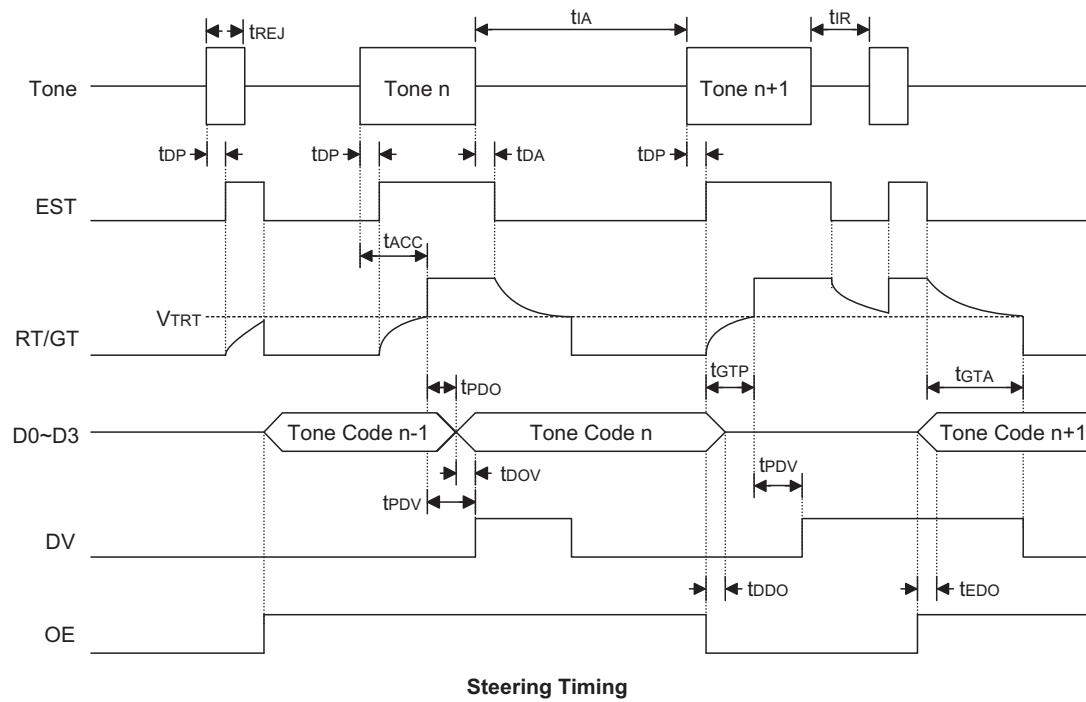 tIA
tIR
tREJ
Tone
Tone n
Tone n+1
tDP
tDP
tDA
tDP
EST
tACC
VTRT
RT/GT
tPDO
tGTP
tGTA
D0~D3
Tone Code n-1
Tone Code n
Tone Code n+1
tDOV
tPDV
tPDV
DV
tDDO
tEDO
OE
Steering Timing